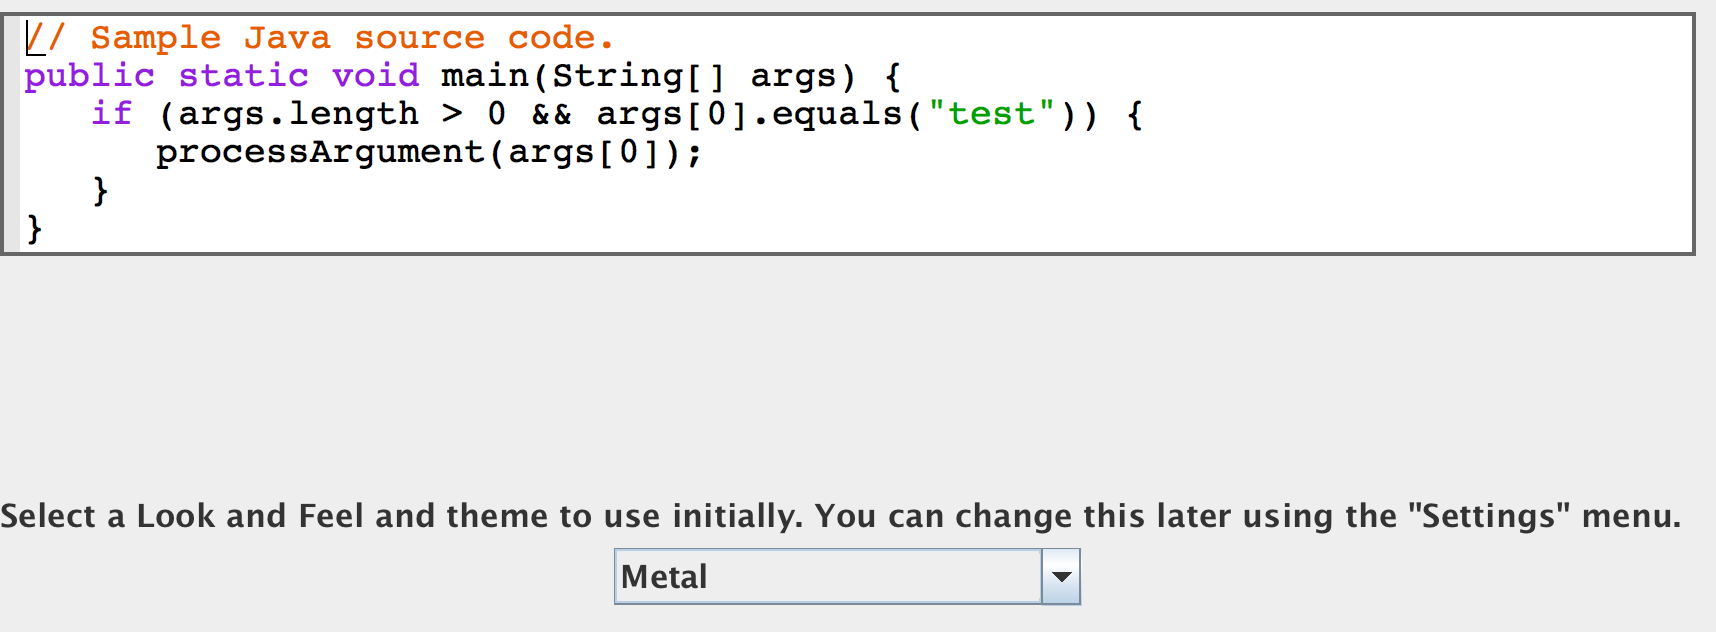 // Sample Java source code.
public static void main(String[] args) {
   if (args.length > 0 && args[0].equals("test")) {
      processArgument(args[0]);
   }
}
Select a Look and Feel and theme to use initially. You can change this later using the "Settings" menu.
Metal